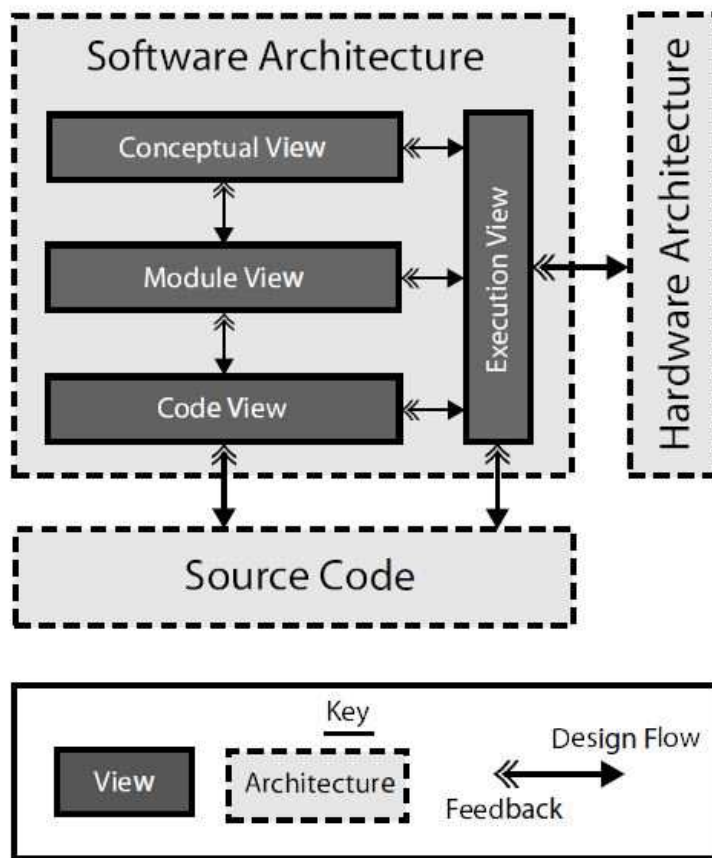 Software Architecture
Conceptual View
Module View
Code View
Execution View
Hardware Architecture
Source Code
Key
View
Architecture
Design Flow
Feedback